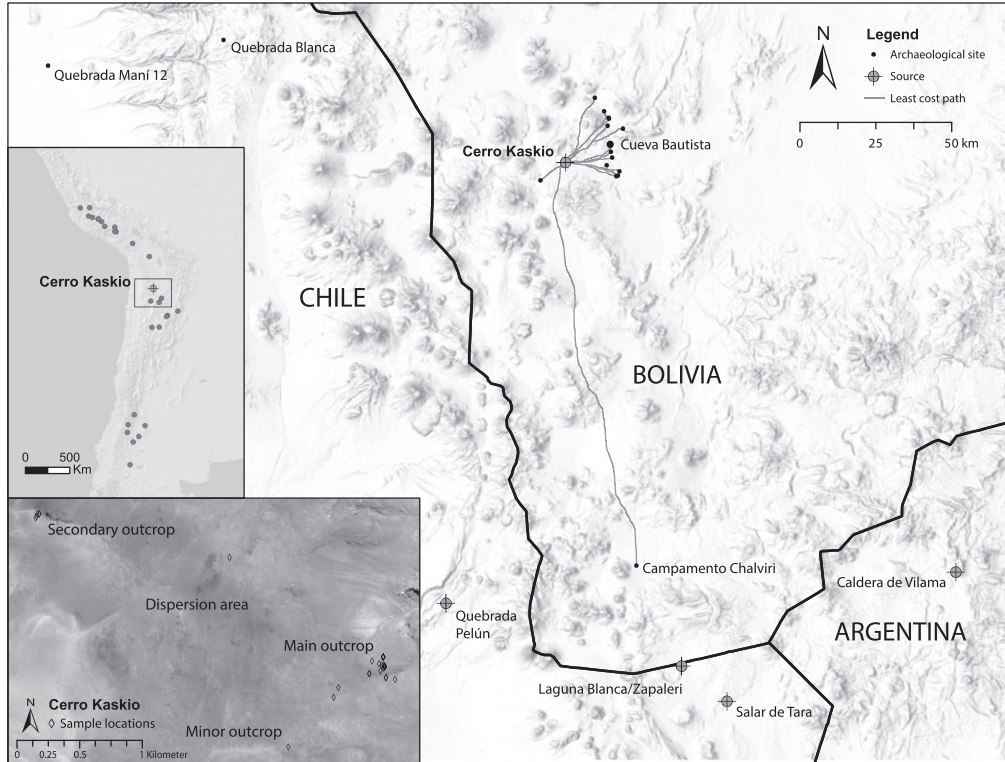 Quebrada Blanca
Quebrada Maní 12
N
Legend
Archaeological site
Source
Least cost path
0 25 50 km
Cerro Kaskio
Cueva Bautista
CHILE
BOLIVIA
Campamento Chalviri
Caldera de Vilama
ARGENTINA
Quebrada
Pelún
Laguna Blanca/Zapaleri
Salar de Tara
Cerro Kaskio
0 500
Km
Secondary outcrop
Dispersion area
Main outcrop
Minor outcrop
N
Cerro Kaskio
Sample locations
0 0.25 0.5 1 Kilometer